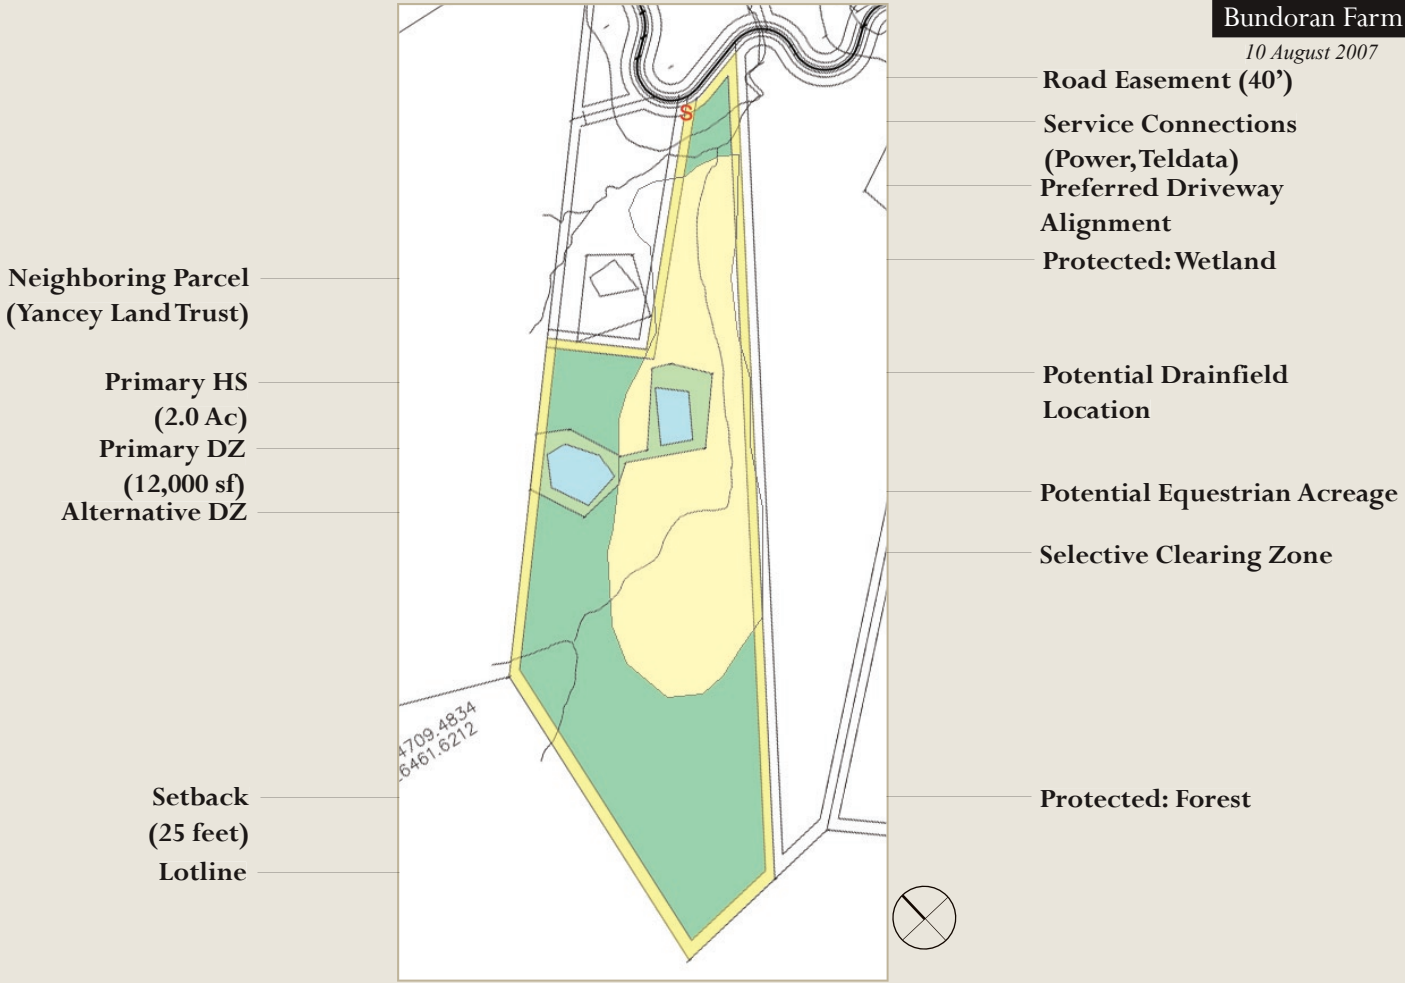 Bundoran Farm
10 August 2007
Road Easement (40’)
Service Connections
(Power, Teldata)
Preferred Driveway
Alignment
Protected: Wetland
Potential Drainfield
Location
Potential Equestrian Acreage
Selective Clearing Zone
Protected: Forest
Neighboring Parcel
(Yancey Land Trust)
Primary HS
(2.0 Ac)
Primary DZ
(12,000 sf)
Alternative DZ
Setback
(25 feet)
Lotline
S
4709.4834
6461.6212